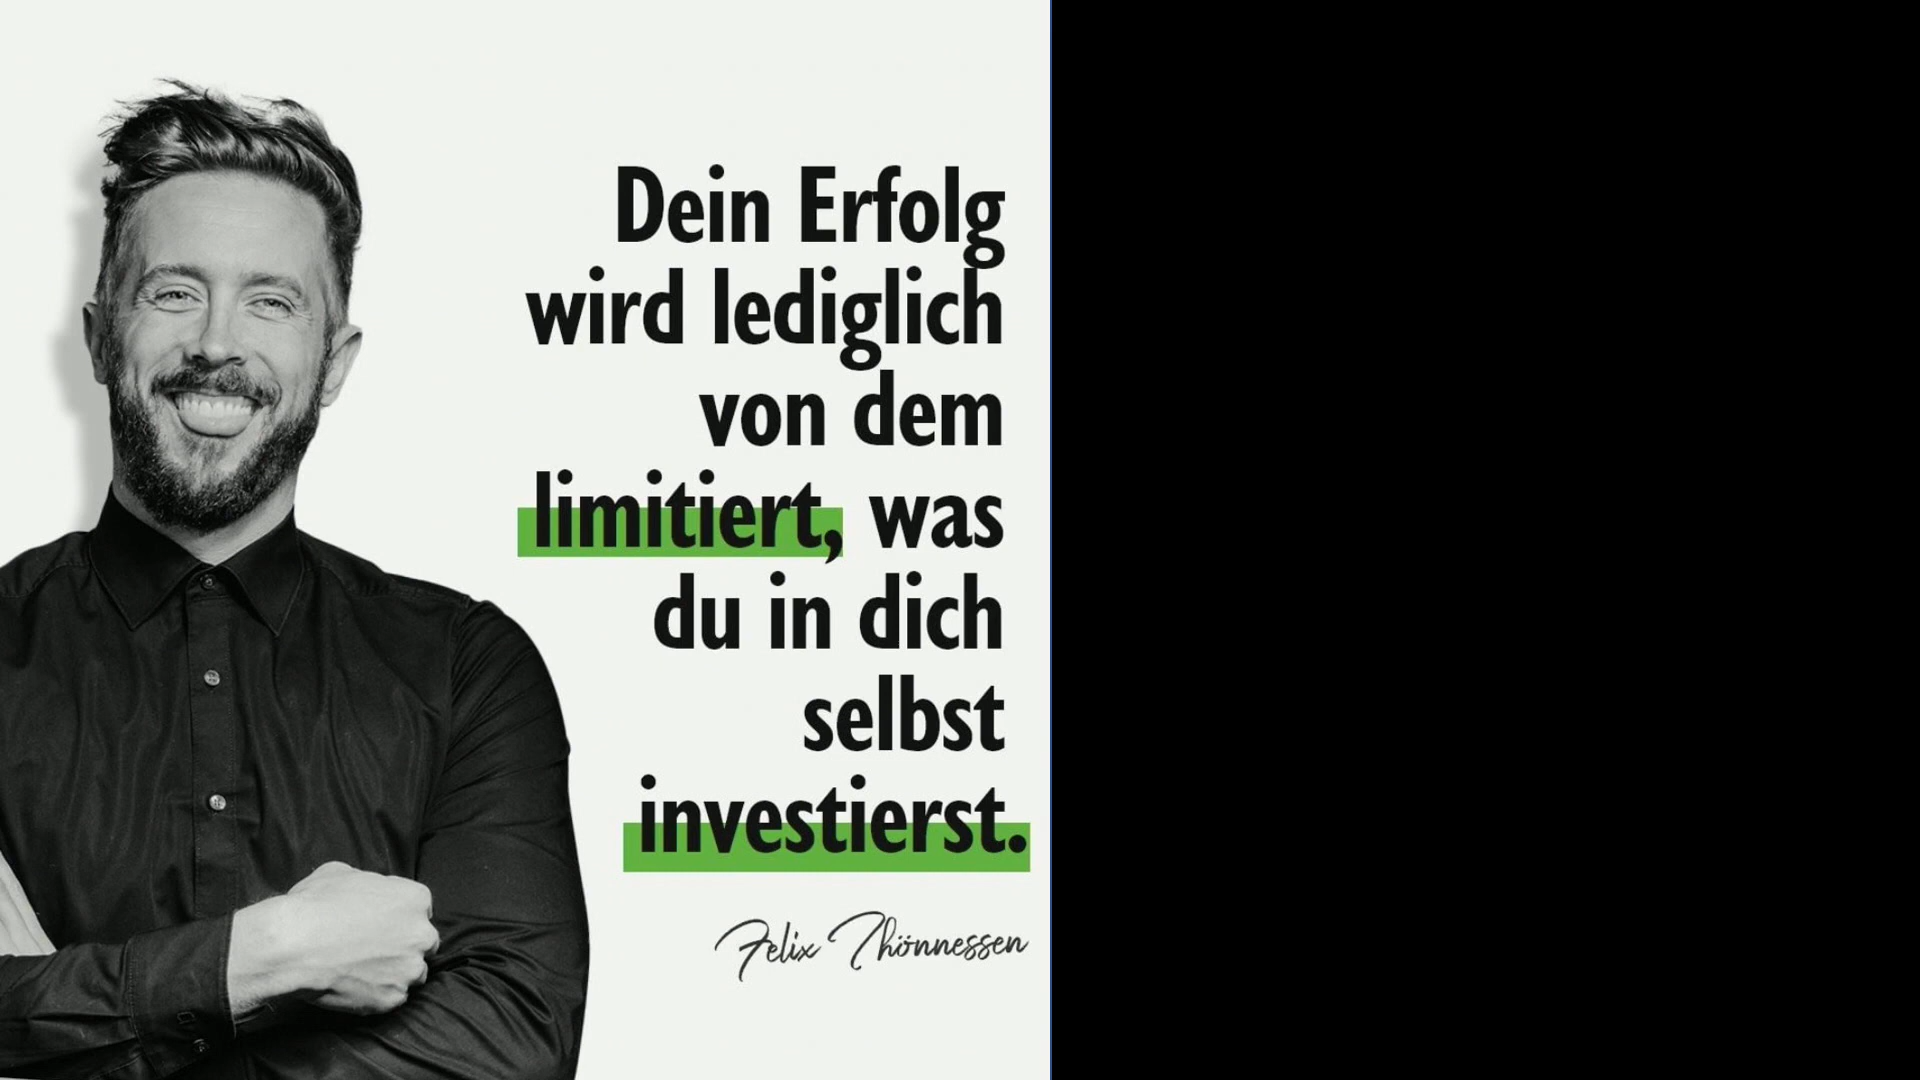 Dein Erfolg
wird lediglich
von dem
limitiert, was
du in dich
selbst
investierst.
Felix Thönnessen